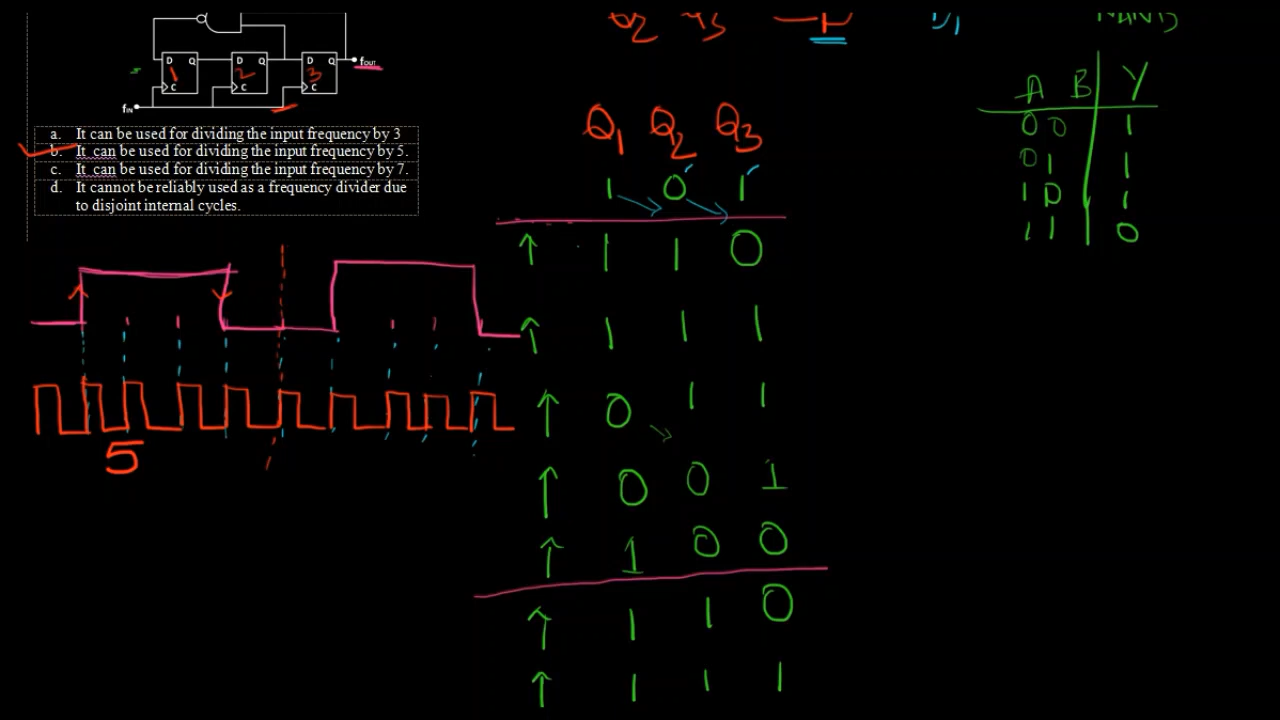 Q2 Q3
D Q D Q D Q fOUT
1 2 3
C C C
fIN
a. It can be used for dividing the input frequency by 3
b. It can be used for dividing the input frequency by 5.
c. It can be used for dividing the input frequency by 7.
d. It cannot be reliably used as a frequency divider due
to disjoint internal cycles.
5
Q1 Q2 Q3
1 0 1
↑ 1 1 0
↑ 1 1 1
↑ 0 1 1
↑ 0 0 1
↑ 1 0 0
↑ 1 1 0
↑ 1 1 1
A B Y
0 0 1
0 1 1
1 0 1
1 1 0